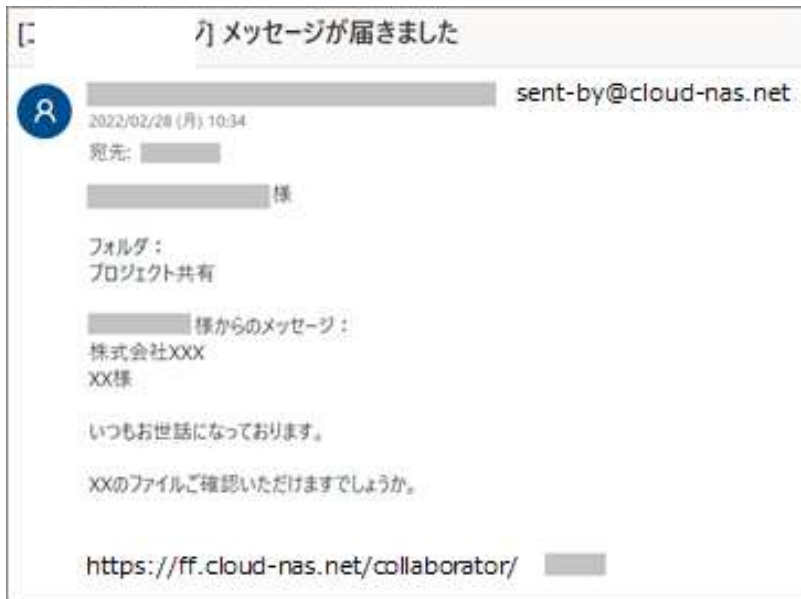 [
ジ] メッセージが届きました
sent-by@cloud-nas.net
2022/02/28 (月) 10:34
宛先:
様
フォルダ：
プロジェクト共有
様からのメッセージ：
株式会社XXX
XX様
いつもお世話になっております。
XXのファイルご確認いただけますでしょうか。
https://ff.cloud-nas.net/collaborator/